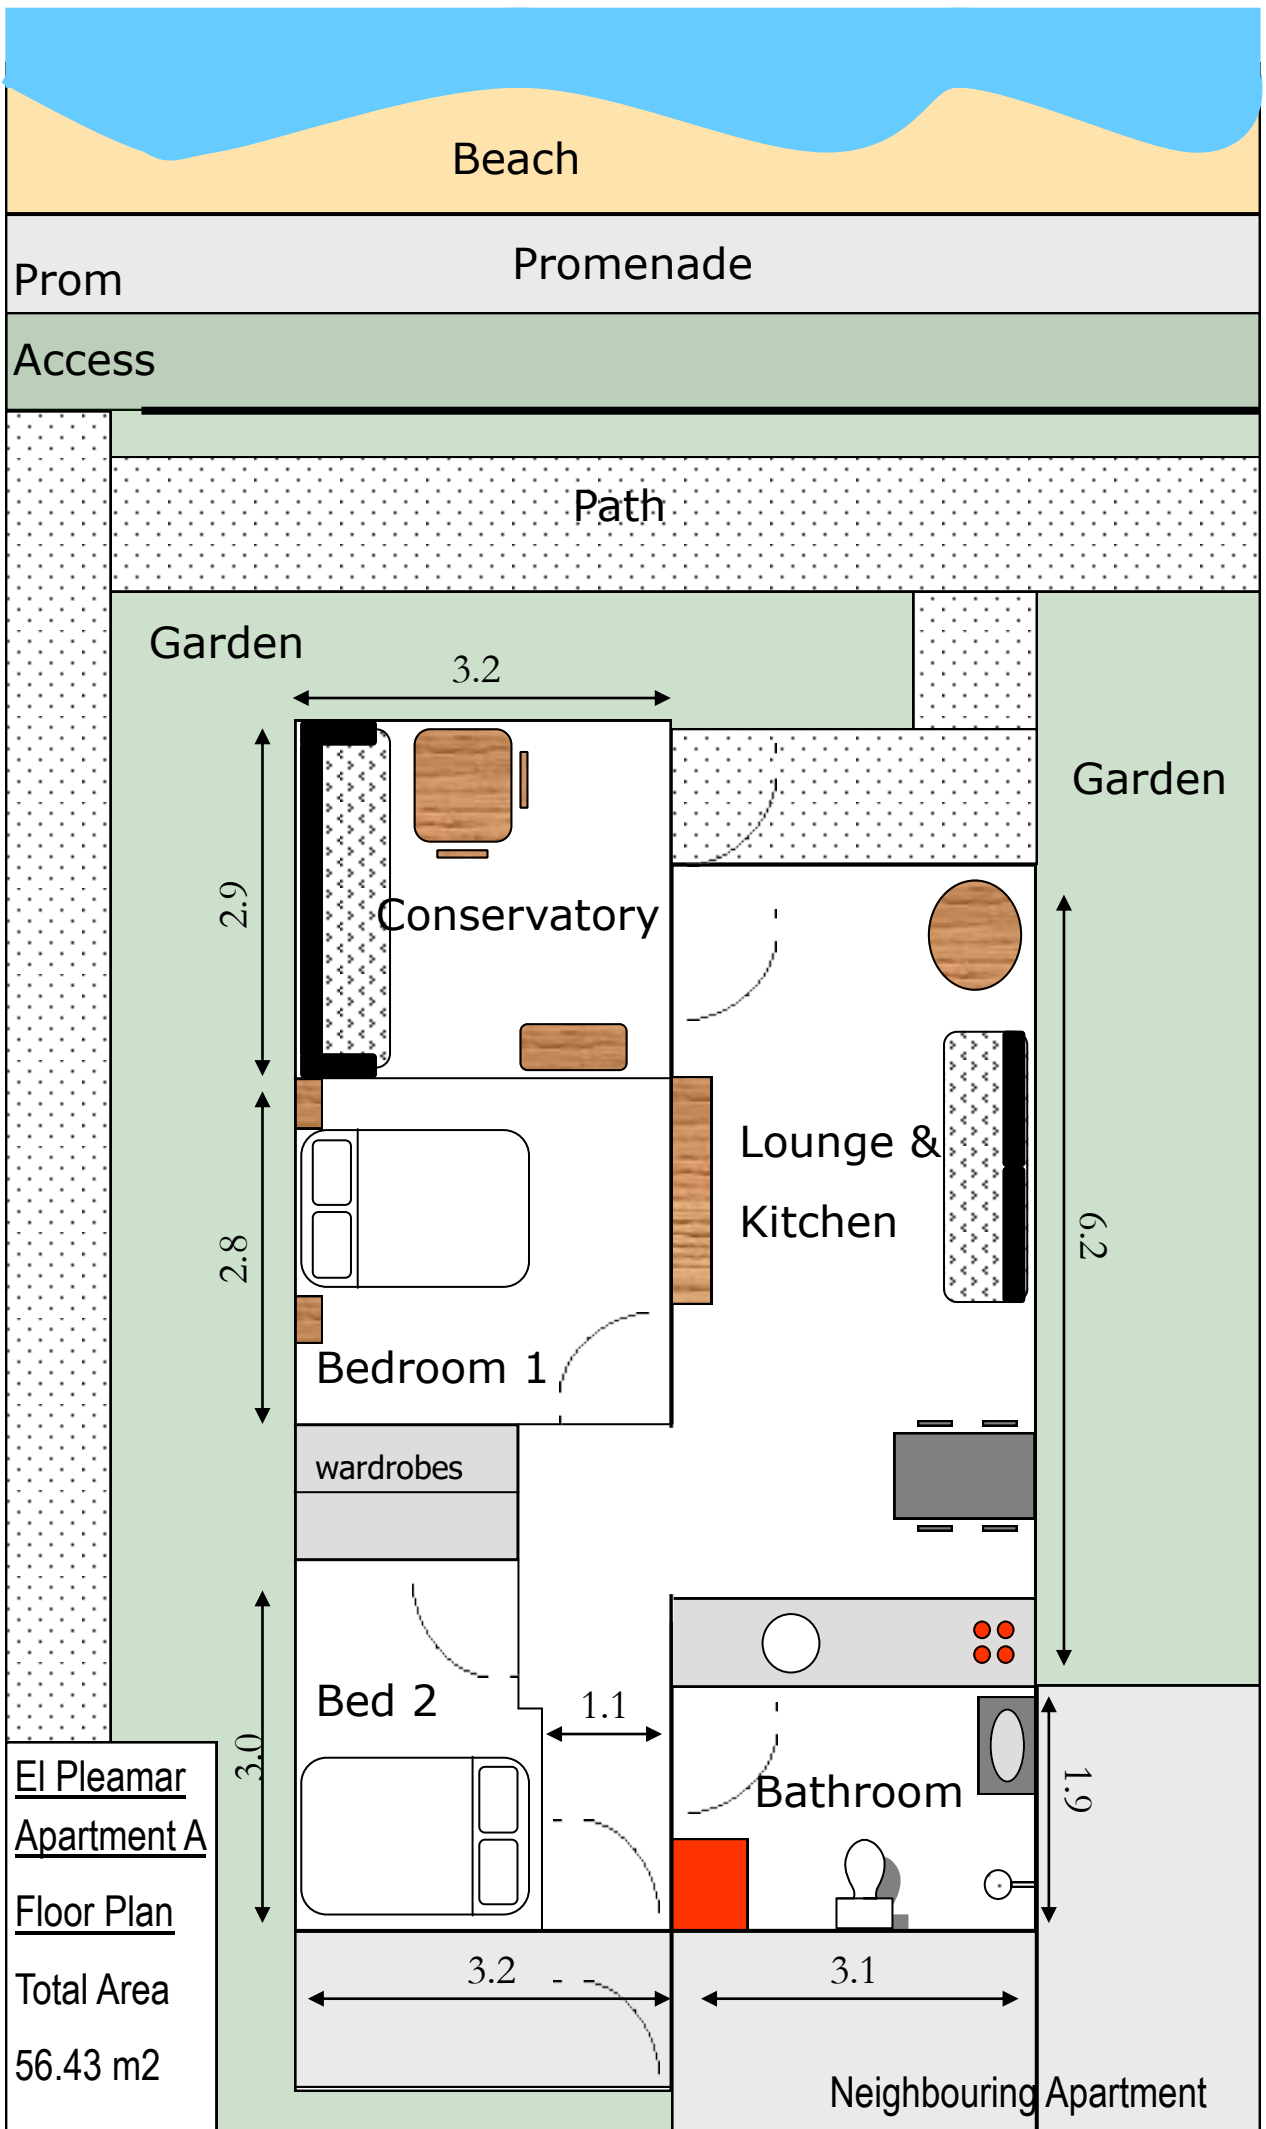 Beach
Promenade
Prom
Access
Path
Garden
3.2
Garden
2.9
Conservatory
Lounge &
Kitchen
6.2
2.8
Bedroom 1
wardrobes
Bed 2
1.1
3.0
Bathroom
1.9
El Pleamar
Apartment A
Floor Plan
Total Area
56.43 m2
3.2
3.1
Neighbouring Apartment